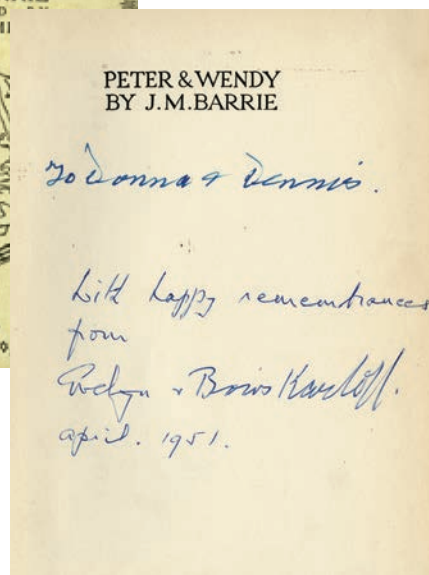 PETER & WENDY
BY J.M.BARRIE
To Donna & Dennis.
With happy remembrances
from
Evelyn & Boris Karloff.
april. 1951.